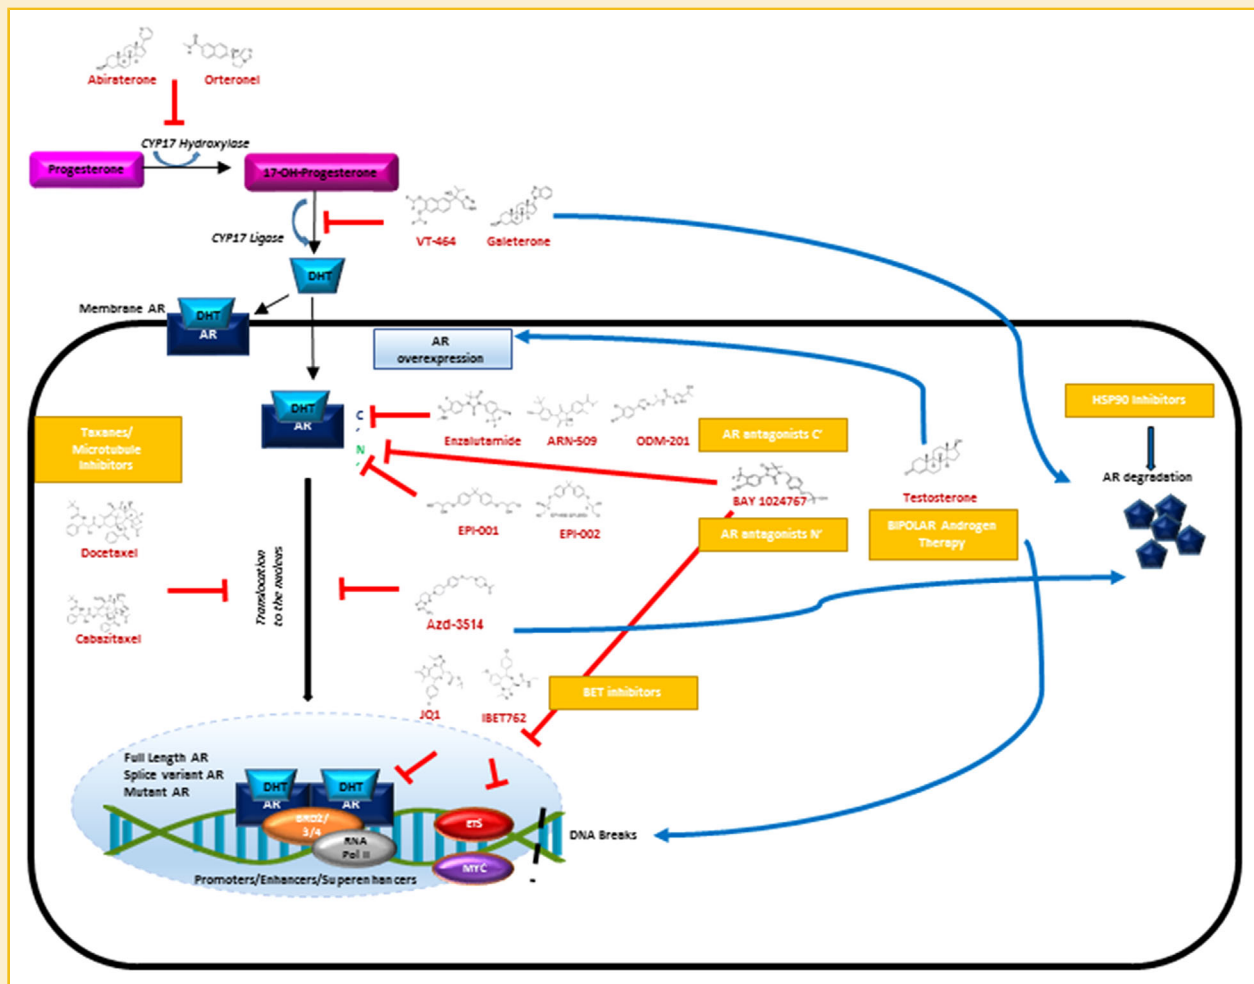 Abiraterone
Orteronel
CYP17 Hydroxylase
Progesterone
17-OH-Progesterone
CYP17 Ligase
VT-464
Galeterone
DHT
Membrane AR
DHT
AR
AR
overexpression
DHT
AR
C
N
Enzalutamide
ARN-509
ODM-201
AR antagonists C'
HSP90 Inhibitors
Taxanes/
Microtubule
Inhibitors
AR degradation
BAY 1024767
Testosterone
EPI-001
EPI-002
AR antagonists N'
BIPOLAR Androgen
Therapy
Docetaxel
Translocation
to the nucleus
Cabazitaxel
Azd-3514
JQ1
IBET762
BET inhibitors
Full Length AR
Splice variant AR
Mutant AR
DHT
DHT
AR
AR
BRD2/
3/4
RNA
Pol II
ETS
MYC
DNA Breaks
Promoters/Enhancers/Superenhancers